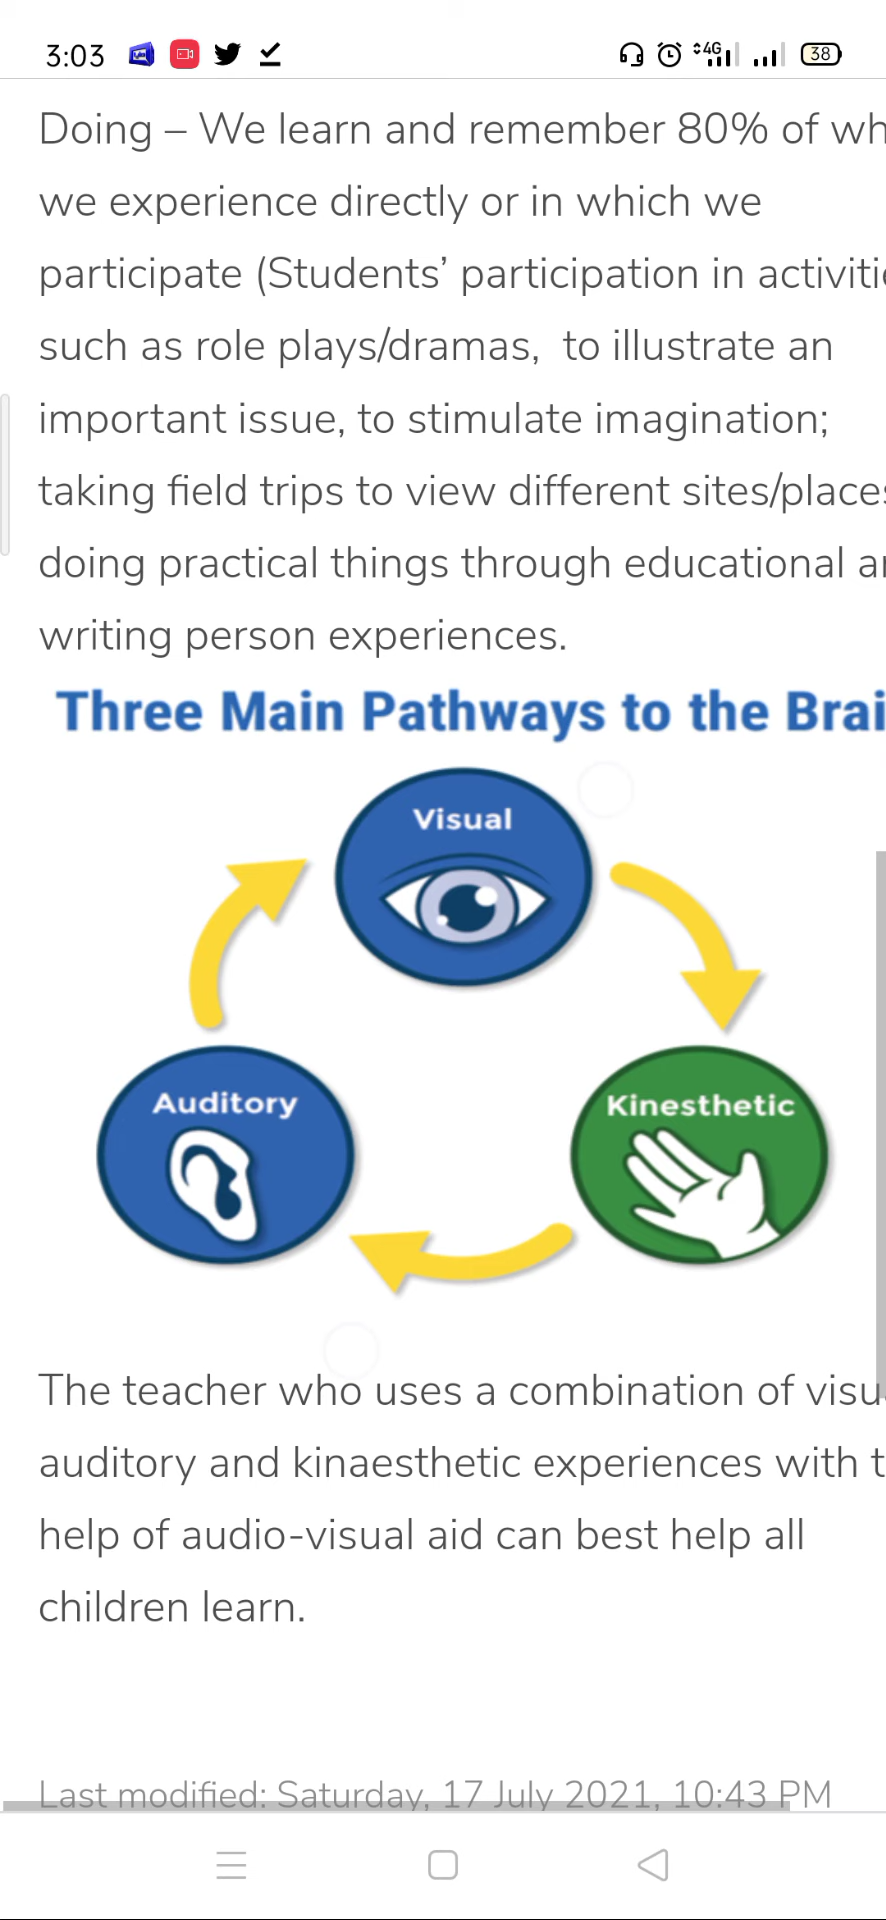 3:03
4G
38
Doing – We learn and remember 80% of wh
we experience directly or in which we
participate (Students’ participation in activiti
such as role plays/dramas,  to illustrate an
important issue, to stimulate imagination;
taking field trips to view different sites/places
doing practical things through educational a
writing person experiences.
Three Main Pathways to the Brai
Visual
Auditory
Kinesthetic
The teacher who uses a combination of visu
auditory and kinaesthetic experiences with t
help of audio-visual aid can best help all
children learn.
Last modified: Saturday, 17 July 2021, 10:43 PM